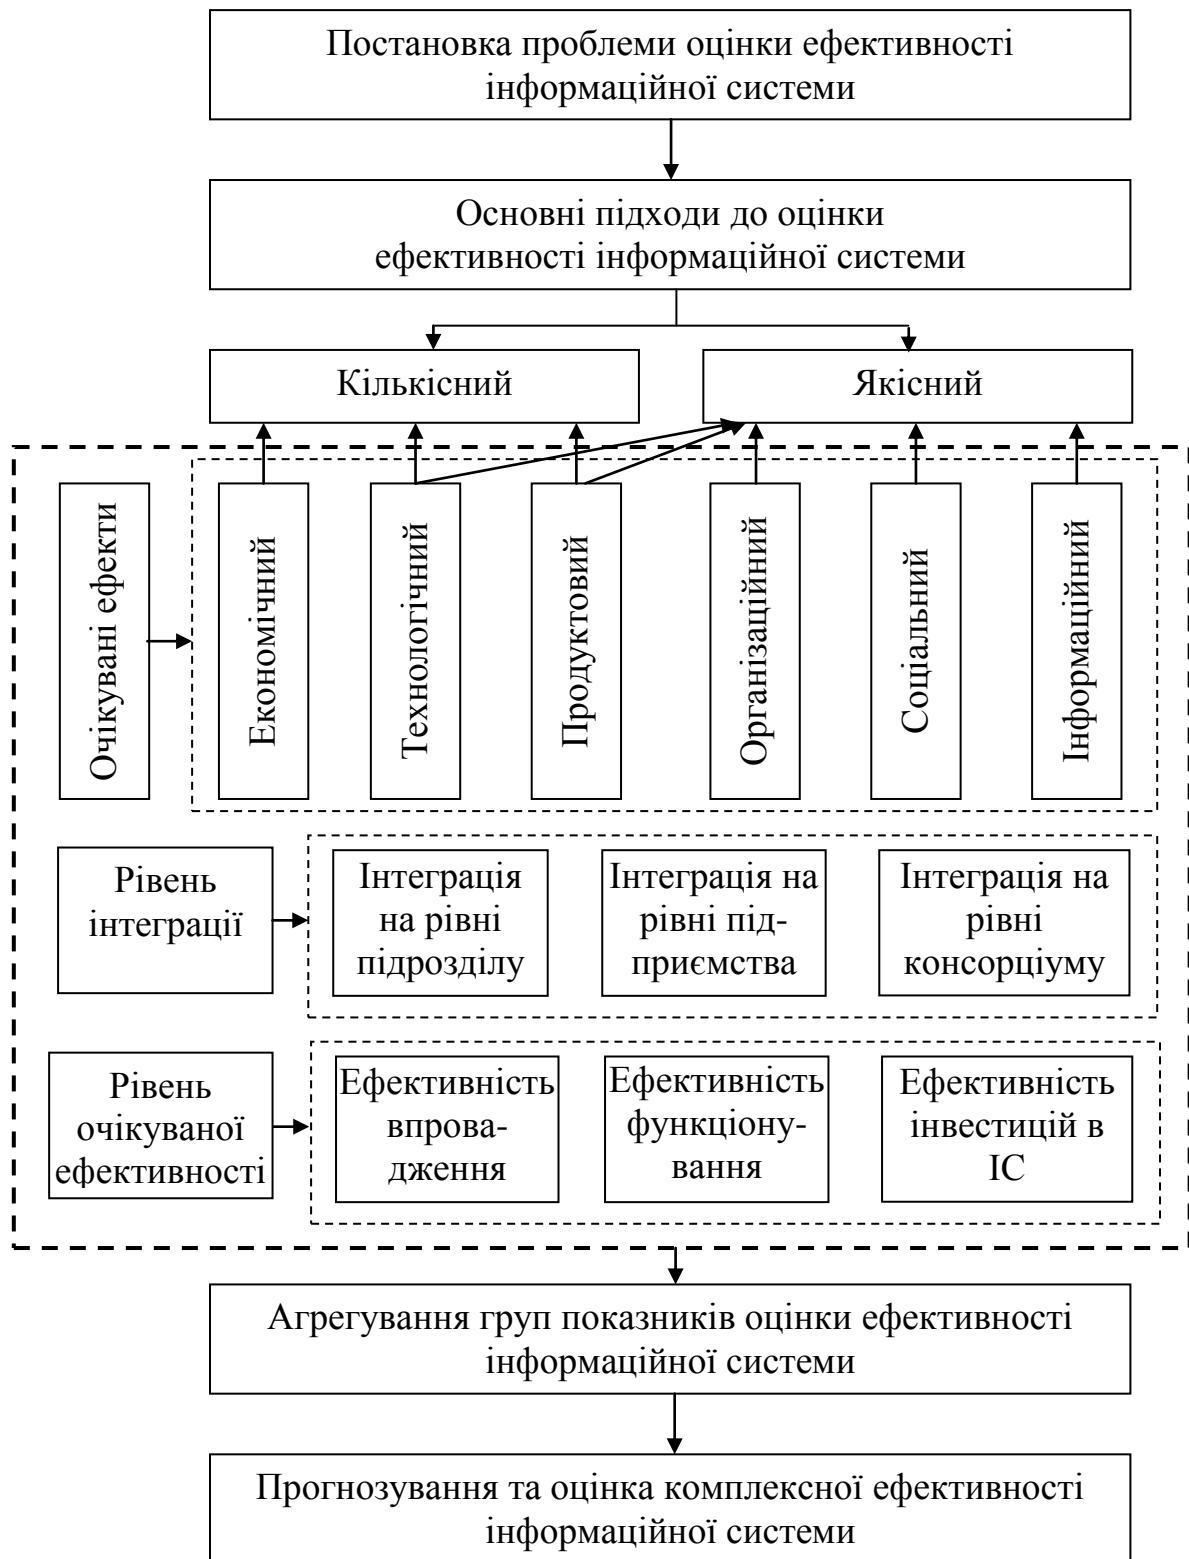 Постановка проблеми оцінки ефективності
інформаційної системи
Основні підходи до оцінки
ефективності інформаційної системи
Кількісний
Якісний
Очікувані ефекти
Економічний
Технологічний
Продуктовий
Організаційний
Соціальний
Інформаційний
Рівень
інтеграції
Інтеграція
на рівні
підрозділу
Інтеграція на
рівні під-
приємства
Інтеграція на
рівні
консорціуму
Рівень
очікуваної
ефективності
Ефективність
впрова-
дження
Ефективність
функціону-
вання
Ефективність
інвестицій в
ІС
Агрегування груп показників оцінки ефективності
інформаційної системи
Прогнозування та оцінка комплексної ефективності
інформаційної системи